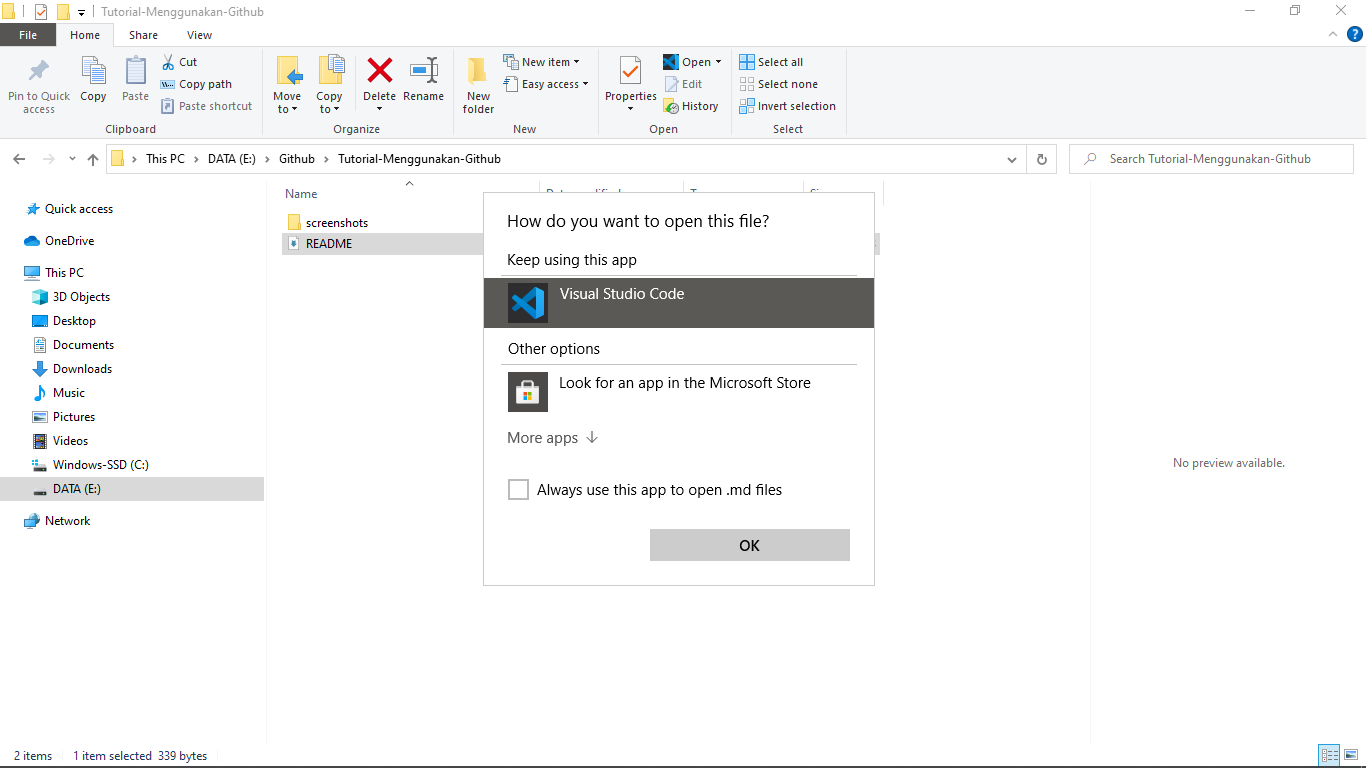 Tutorial-Menggunakan-Github
File Home Share View
Pin to Quick access
Copy
Paste
Cut
Copy path
Paste shortcut
Clipboard
Move to
Copy to
Delete
Rename
Organize
New folder
New item
Easy access
New
Properties
Open
Edit
History
Open
Select all
Select none
Invert selection
Select
This PC DATA (E:) Github Tutorial-Menggunakan-Github
Search Tutorial-Menggunakan-Github
Quick access
OneDrive
This PC
3D Objects
Desktop
Documents
Downloads
Music
Pictures
Videos
Windows-SSD (C:)
DATA (E:)
Network
Name
screenshots
README
How do you want to open this file?
Keep using this app
Visual Studio Code
Other options
Look for an app in the Microsoft Store
More apps
Always use this app to open .md files
OK
No preview available.
2 items 1 item selected 339 bytes